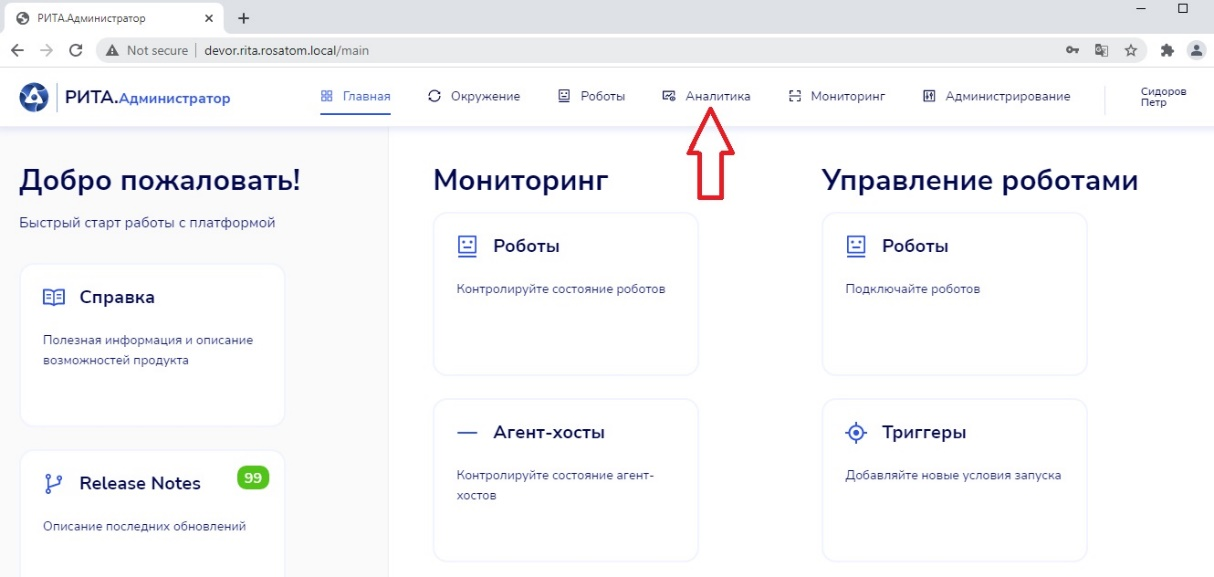 РИТА.Администратор
Not secure | devor.rita.rosatom.local/main
РИТА.Администратор
Главная
Окружение
Роботы
Аналитика
Мониторинг
Администрирование
Сидоров
Петр
Добро пожаловать!
Быстрый старт работы с платформой
Справка
Полезная информация и описание
возможностей продукта
Release Notes
99
Описание последних обновлений
Мониторинг
Роботы
Контролируйте состояние роботов
Агент-хосты
Контролируйте состояние агент-
хостов
Управление роботами
Роботы
Подключайте роботов
Триггеры
Добавляйте новые условия запуска